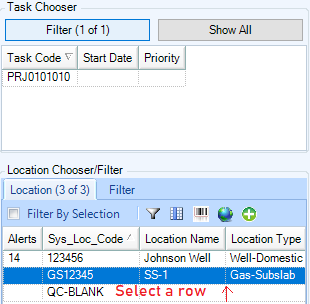 Task Chooser
Filter (1 of 1) Show All
Task Code Start Date Priority
PRJ0101010
Location Chooser/Filter
Location (3 of 3) Filter
Filter By Selection
Alerts Sys_Loc_Code Location Name Location Type
14 123456 Johnson Well Well-Domestic
GS12345 SS-1 Gas-Subslab
QC-BLANK Select a row